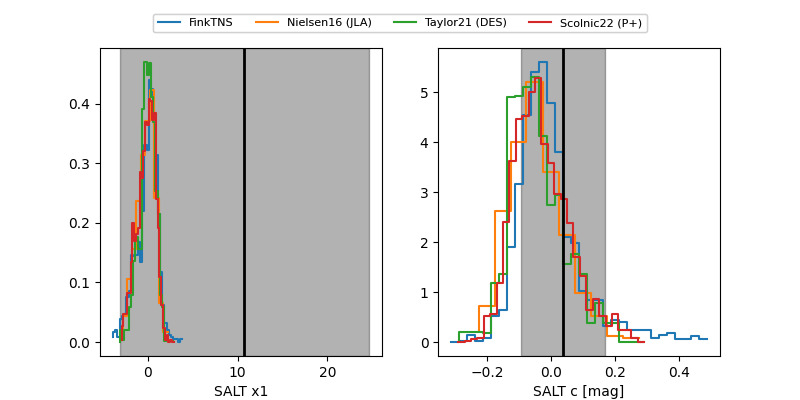 FinkTNS Nielsen16 (JLA) Taylor21 (DES) Scolnic22 (P+)
0.4
0.3
0.2
0.1
0.0
0 10 20
SALT x1
5
4
3
2
1
0
−0.2 0.0 0.2 0.4
SALT c [mag]